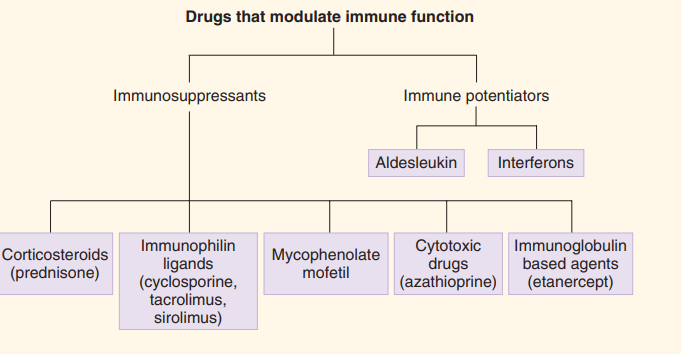 Drugs that modulate immune function
Immunosuppressants
Immune potentiators
Aldesleukin
Interferons
Corticosteroids
(prednisone)
Immunophilin
ligands
(cyclosporine,
tacrolimus,
sirolimus)
Mycophenolate
mofetil
Cytotoxic
drugs
(azathioprine)
Immunoglobulin
based agents
(etanercept)